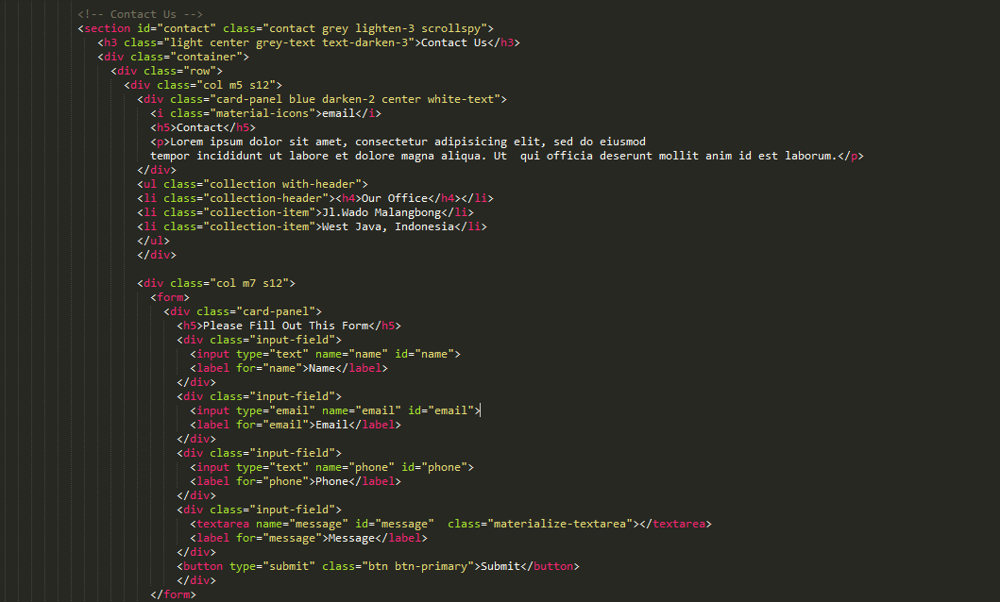 <!-- Contact Us -->
<section id="contact" class="contact grey lighten-3 scrollspy">
<h3 class="light center grey-text text-darken-3">Contact Us</h3>
<div class="container">
<div class="row">
<div class="col m5 s12">
<div class="card-panel blue darken-2 center white-text">
<i class="material-icons">email</i>
<h5>Contact</h5>
<p>Lorem ipsum dolor sit amet, consectetur adipisicing elit, sed do eiusmod
tempor incididunt ut labore et dolore magna aliqua. Ut  qui officia deserunt mollit anim id est laborum.</p>
</div>
<ul class="collection with-header">
<li class="collection-header"><h4>Our Office</h4></li>
<li class="collection-item">Jl.Wado Malangbong</li>
<li class="collection-item">West Java, Indonesia</li>
</ul>
</div>
<div class="col m7 s12">
<form>
<div class="card-panel">
<h5>Please Fill Out This Form</h5>
<div class="input-field">
<input type="text" name="name" id="name">
<label for="name">Name</label>
</div>
<div class="input-field">
<input type="email" name="email" id="email">
<label for="email">Email</label>
</div>
<div class="input-field">
<input type="text" name="phone" id="phone">
<label for="phone">Phone</label>
</div>
<div class="input-field">
<textarea name="message" id="message"  class="materialize-textarea"></textarea>
<label for="message">Message</label>
</div>
<button type="submit" class="btn btn-primary">Submit</button>
</div>
</form>